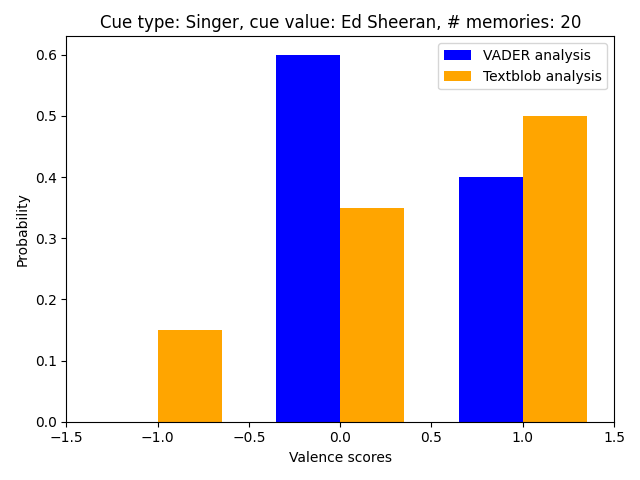 Cue type: Singer, cue value: Ed Sheeran, # memories: 20
VADER analysis
Textblob analysis
Probability
0.6
0.5
0.4
0.3
0.2
0.1
0.0
−1.5 −1.0 −0.5 0.0 0.5 1.0 1.5
Valence scores